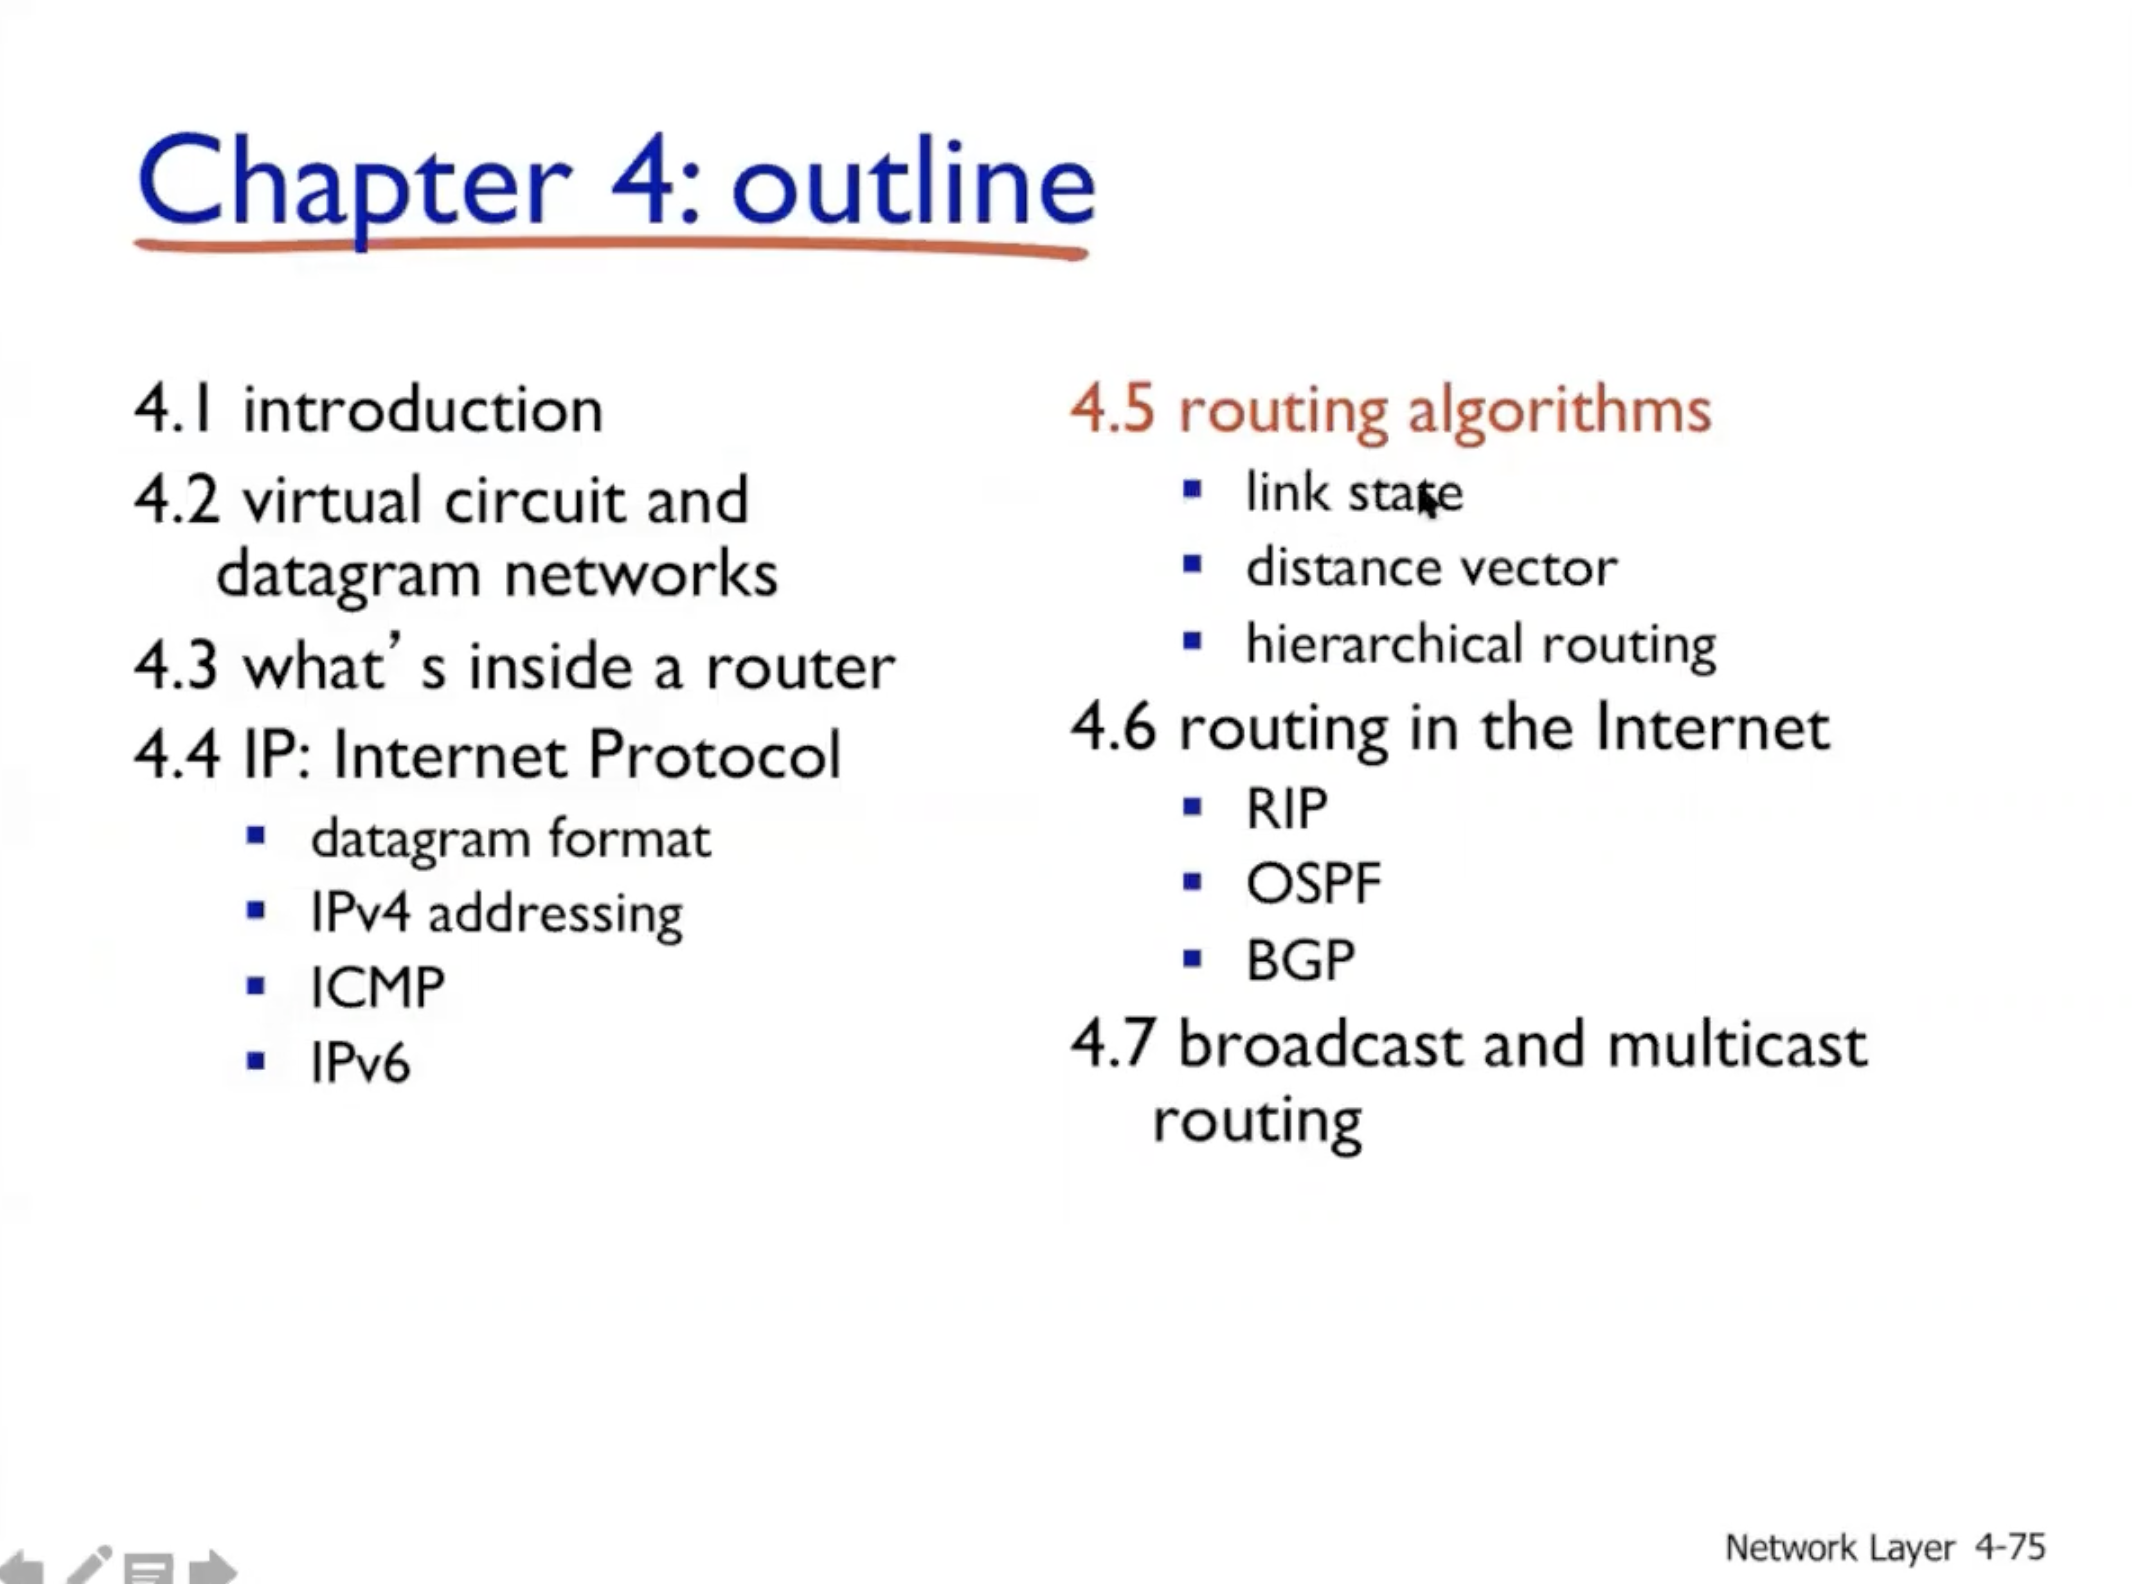 Chapter 4: outline
4.1 introduction
4.2 virtual circuit and
datagram networks
4.3 what’ s inside a router
4.4 IP: Internet Protocol
▪ datagram format
▪ IPv4 addressing
▪ ICMP
▪ IPv6
4.5 routing algorithms
▪ link state
▪ distance vector
▪ hierarchical routing
4.6 routing in the Internet
▪ RIP
▪ OSPF
▪ BGP
4.7 broadcast and multicast
routing
Network Layer 4-75